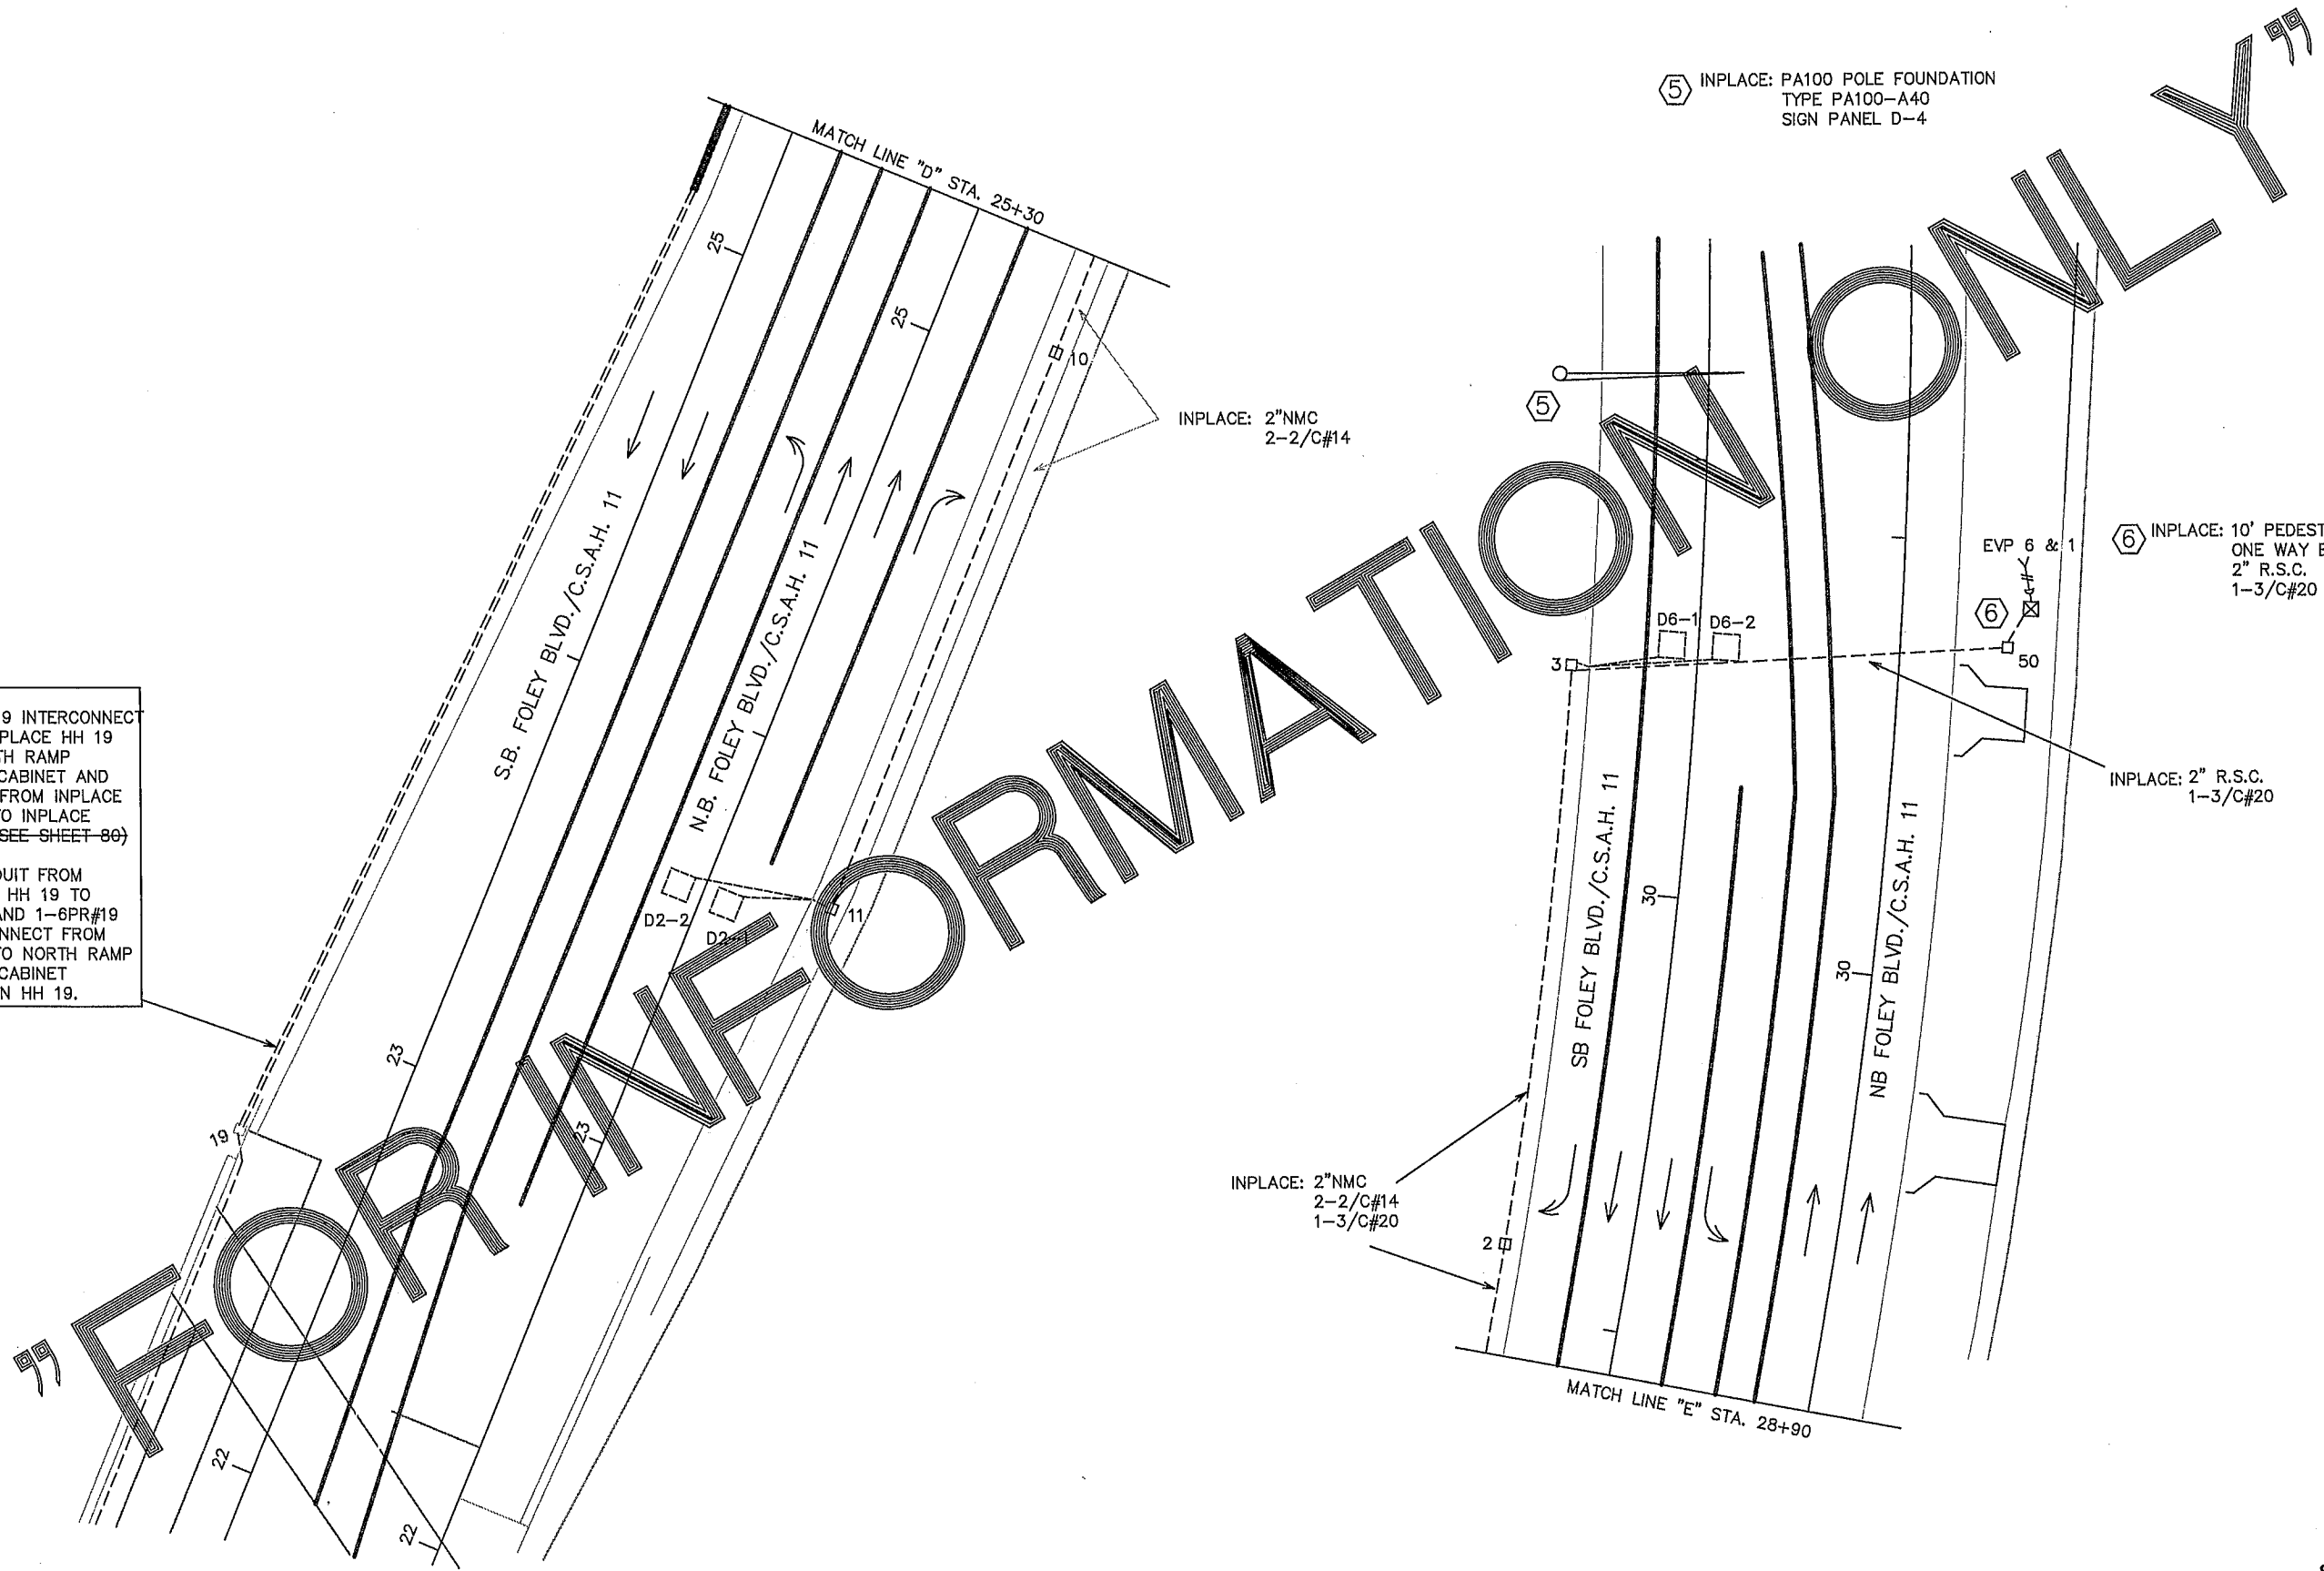 "FOR INFORMATION ONLY"
MATCH LINE "D" STA. 25+30
25
25
10
INPLACE: 2"NMC
2-2/C#14
S.B. FOLEY BLVD./C.S.A.H. 11
N.B. FOLEY BLVD./C.S.A.H. 11
9 INTERCONNECT
PLACE HH 19
TH RAMP
CABINET AND
FROM INPLACE
TO INPLACE
SEE SHEET 80)
DUIT FROM
HH 19 TO
AND 1-6PR#19
NNECT FROM
TO NORTH RAMP
CABINET
N HH 19.
D2-2
D2-1
11
23
23
19
22
22
5 INPLACE: PA100 POLE FOUNDATION
TYPE PA100-A40
SIGN PANEL D-4
5
EVP 6 & 1
6
6 INPLACE: 10' PEDEST
ONE WAY E
2" R.S.C.
1-3/C#20
D6-1 D6-2
3
50
INPLACE: 2" R.S.C.
1-3/C#20
SB FOLEY BLVD./C.S.A.H. 11
NB FOLEY BLVD./C.S.A.H. 11
30
30
INPLACE: 2"NMC
2-2/C#14
1-3/C#20
2
MATCH LINE "E" STA. 28+90